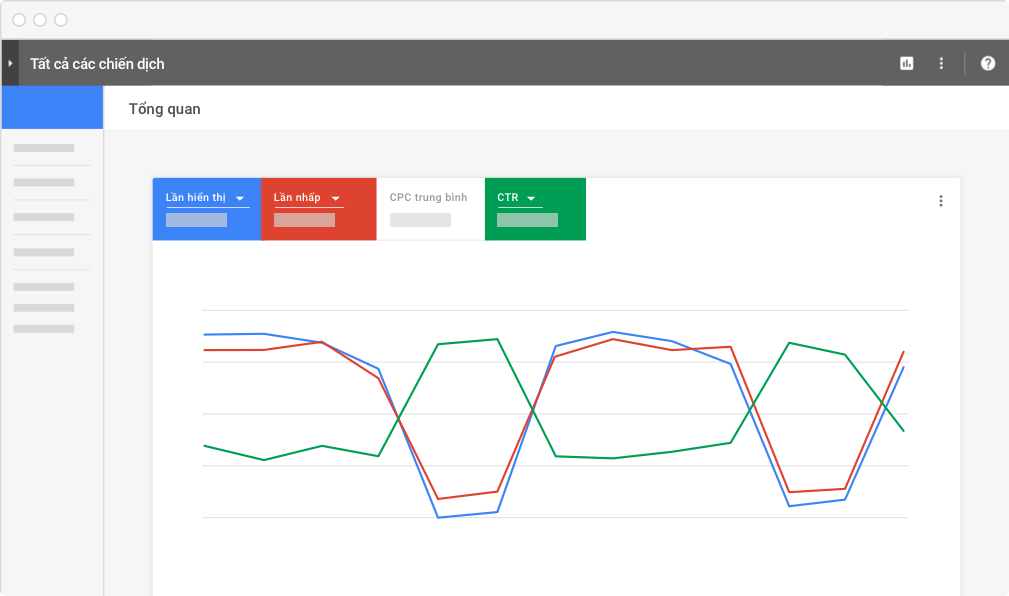 Tất cả các chiến dịch
Tổng quan
Lần hiển thị
Lần nhấp
CPC trung bình
CTR